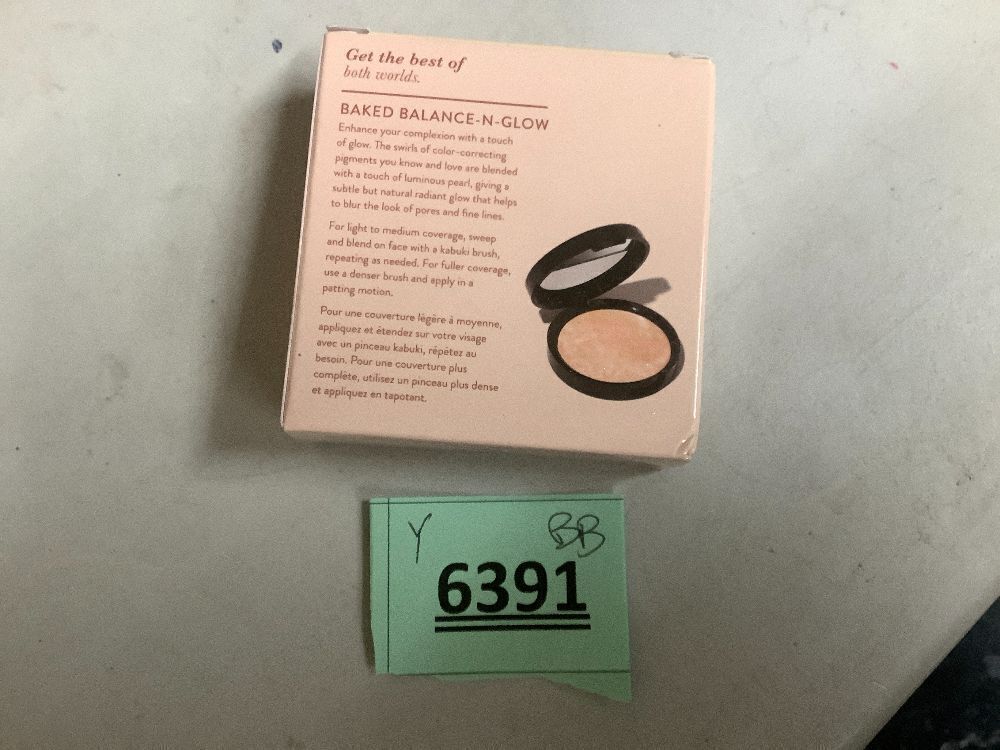 Get the best of
both worlds.
BAKED BALANCE-N-GLOW
Enhance your complexion with a touch
of glow. The swirls of color-correcting
pigments you know and love are blended
with a touch of luminous pearl, giving a
subtle but natural radiant glow that helps
to blur the look of pores and fine lines.
For light to medium coverage, sweep
and blend on face with a kabuki brush,
repeating as needed. For fuller coverage,
use a denser brush and apply in a
patting motion.
Pour une couverture légère à moyenne,
appliquez et étendez sur votre visage
avec un pinceau kabuki, répétez au
besoin. Pour une couverture plus
complète, utilisez un pinceau plus dense
et appliquez en tapotant.
Y BB
6391